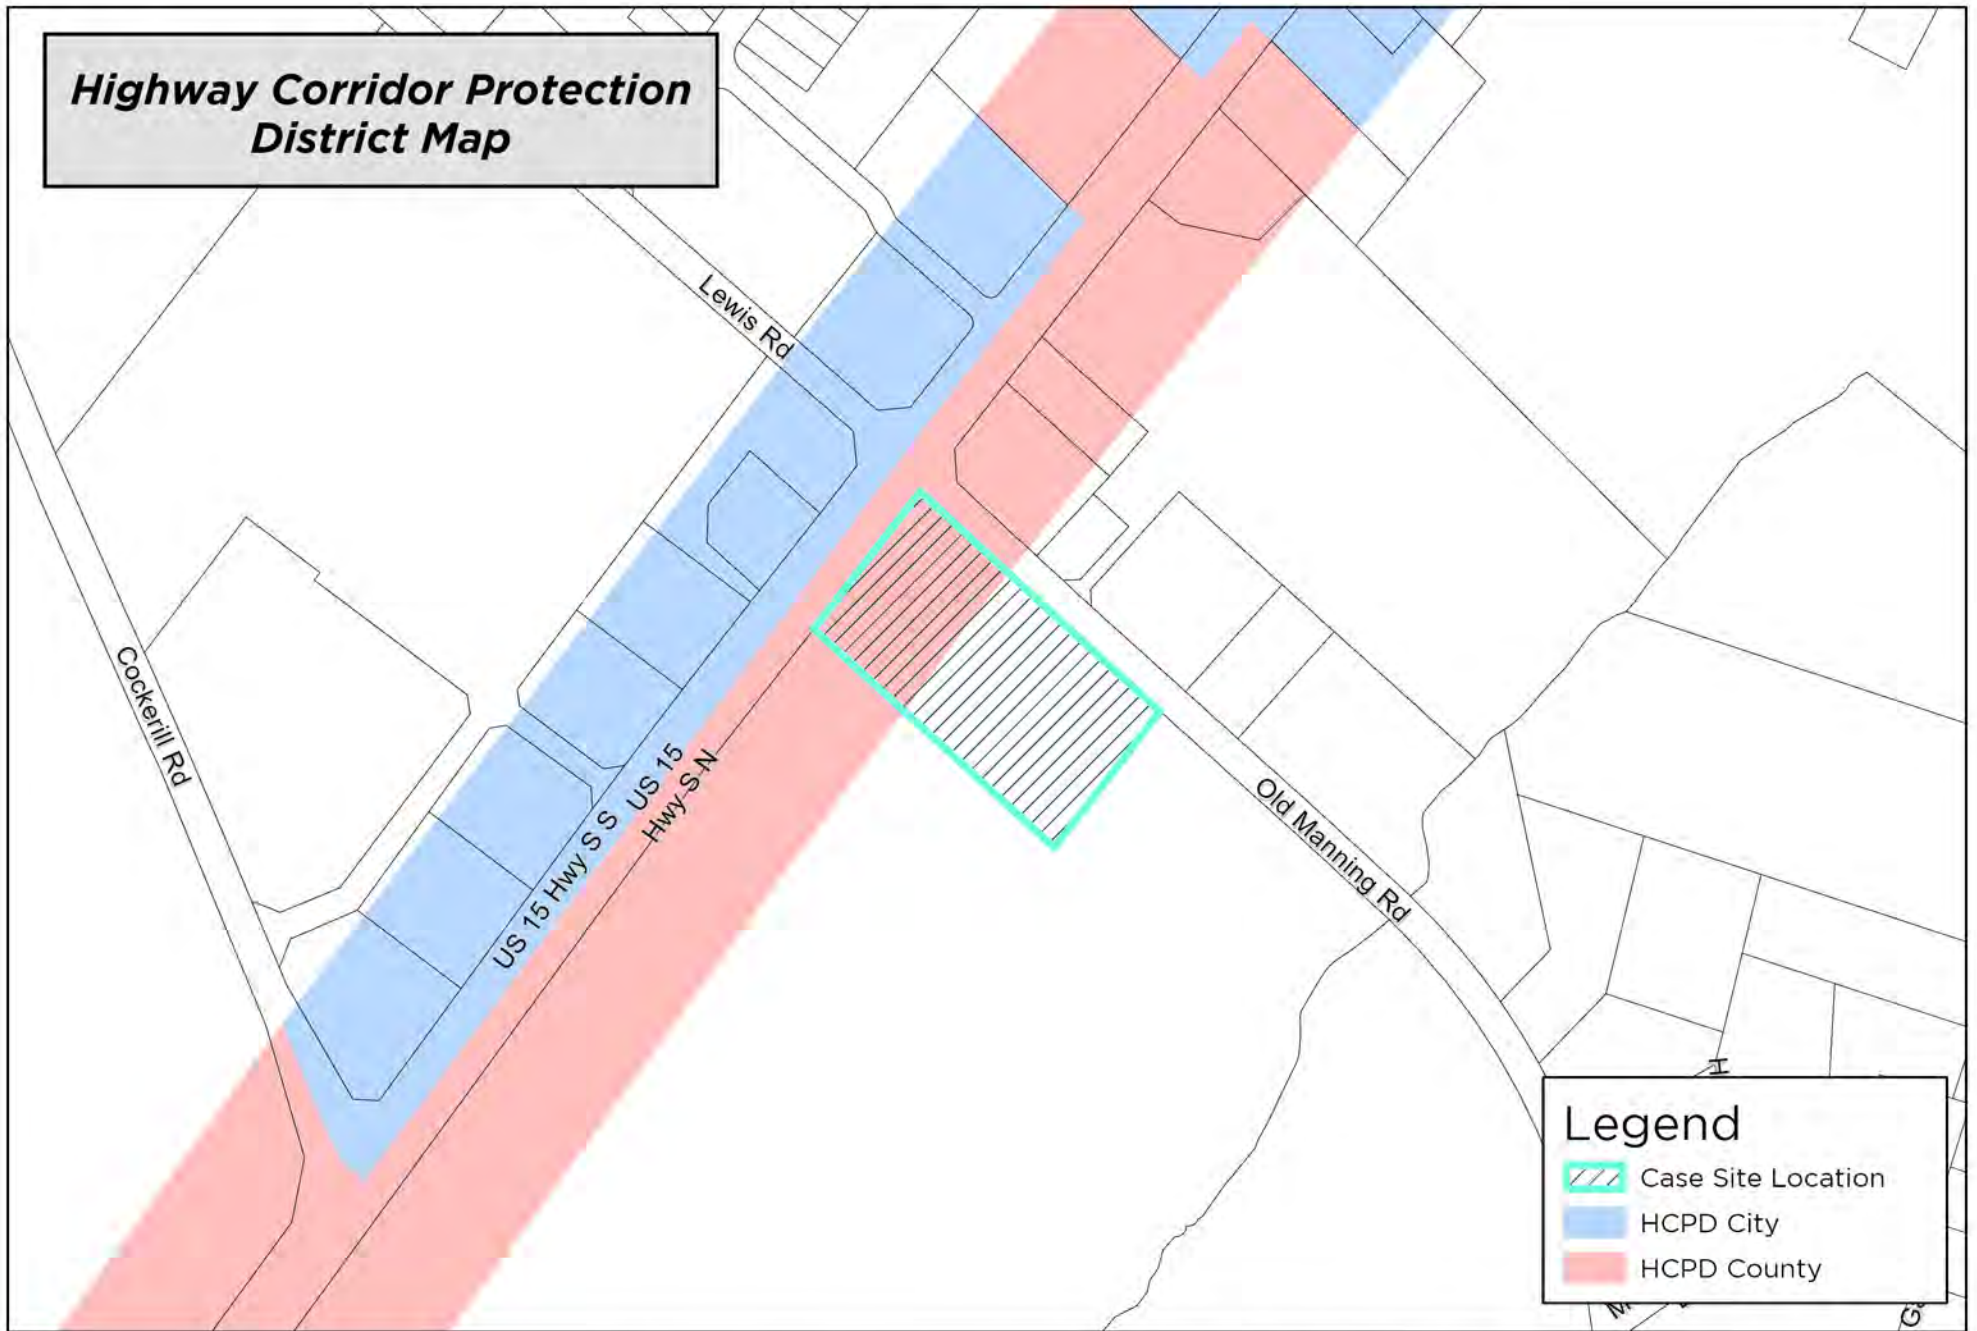 Highway Corridor Protection
District Map
Lewis Rd
Cockerill Rd
US 15 Hwy S S
US 15
Hwy S N
Old Manning Rd
H
Legend
Case Site Location
HCPD City
HCPD County